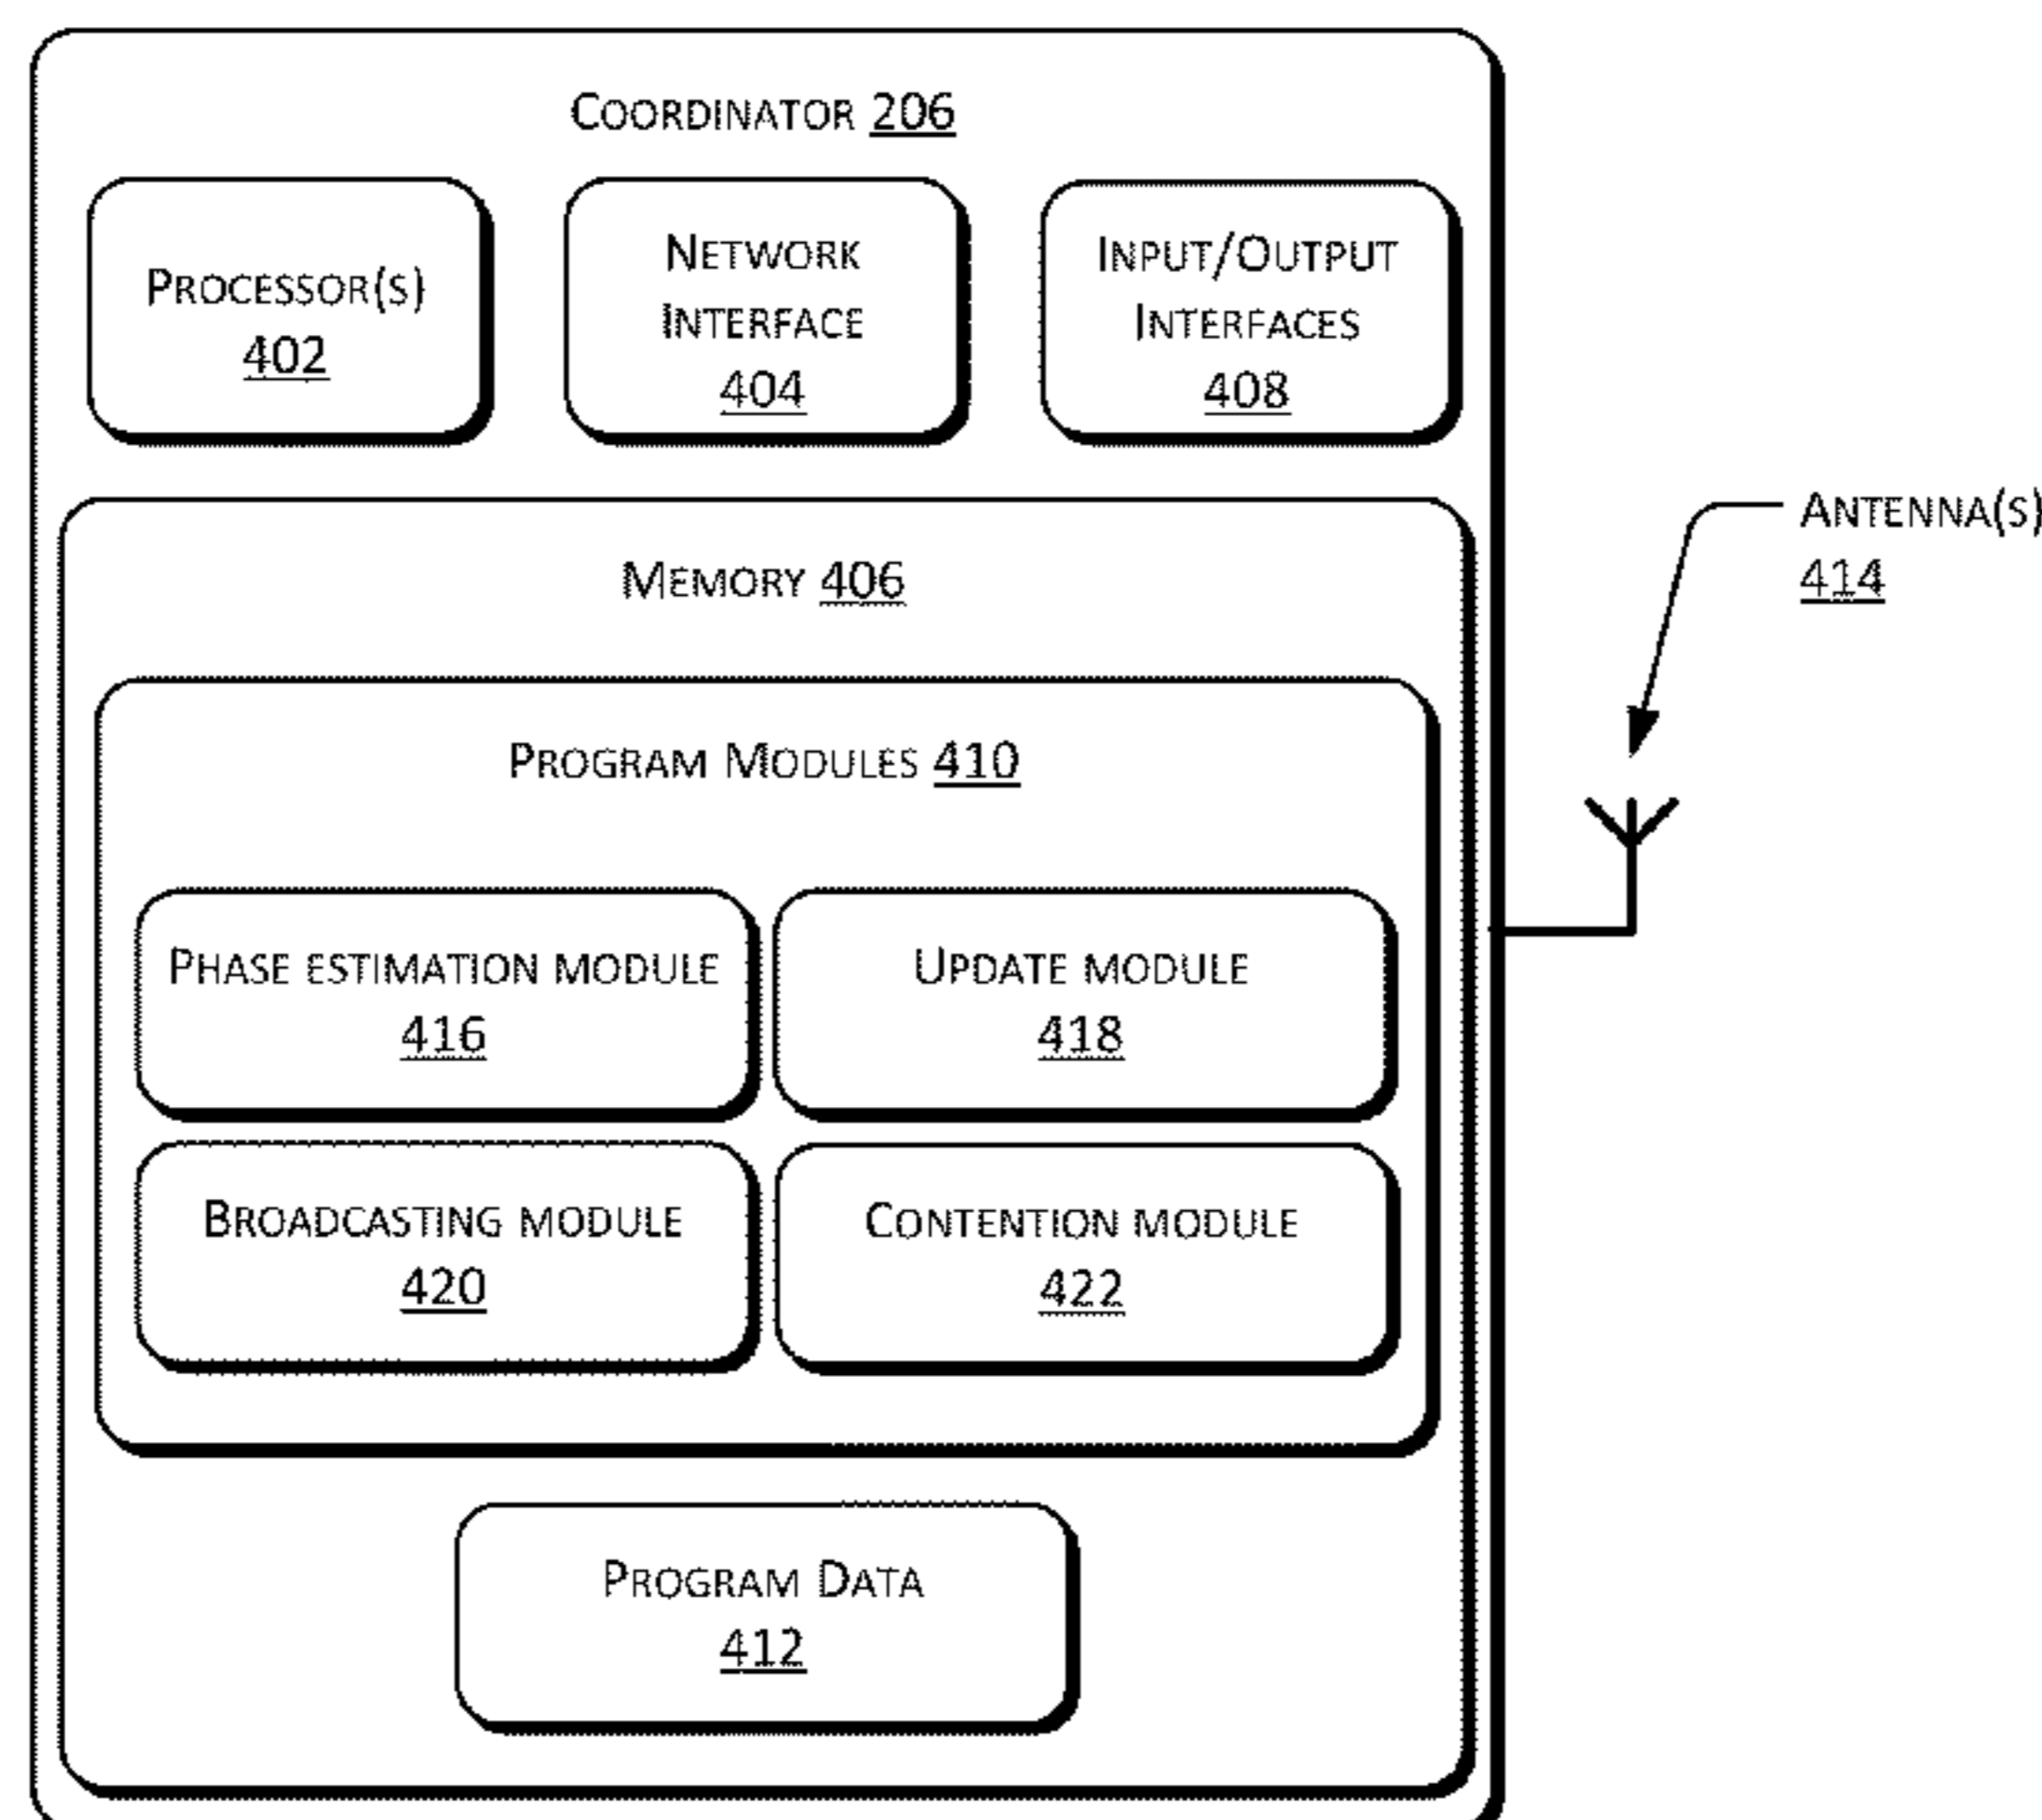 COORDINATOR 206
PROCESSOR(S)
402
NETWORK
INTERFACE
404
INPUT/OUTPUT
INTERFACES
408
ANTENNA(S)
414
MEMORY 406
PROGRAM MODULES 410
PHASE ESTIMATION MODULE
416
UPDATE MODULE
418
BROADCASTING MODULE
420
CONTENTION MODULE
422
PROGRAM DATA
412